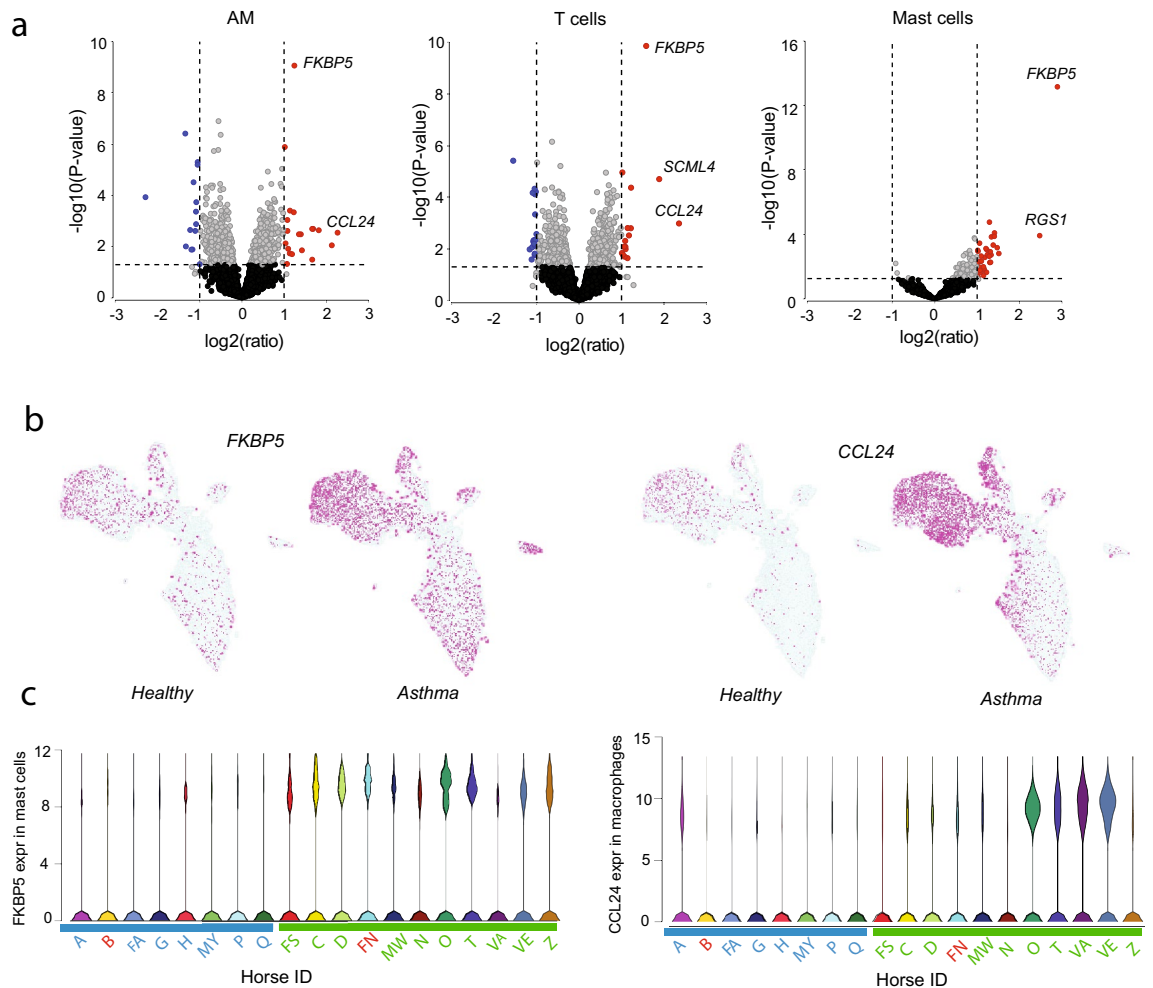 a
AM
T cells
Mast cells
10
8
6
4
2
0
-log10(P-value)
FKBP5
CCL24
-3 -2 -1 0 1 2 3
log2(ratio)
10
8
6
4
2
0
-log10(P-value)
FKBP5
SCML4
CCL24
-3 -2 -1 0 1 2 3
log2(ratio)
16
12
8
4
0
-log10(P-value)
FKBP5
RGS1
-3 -2 -1 0 1 2 3
log2(ratio)
b
FKBP5
CCL24
Healthy
Asthma
Healthy
Asthma
c
FKBP5 expr in mast cells
12
8
4
0
A B FA G H MY P Q FS C D FN MW N O T VA VE Z
Horse ID
CCL24 expr in macrophages
15
10
5
0
A B FA G H MY P Q FS C D FN MW N O T VA VE Z
Horse ID